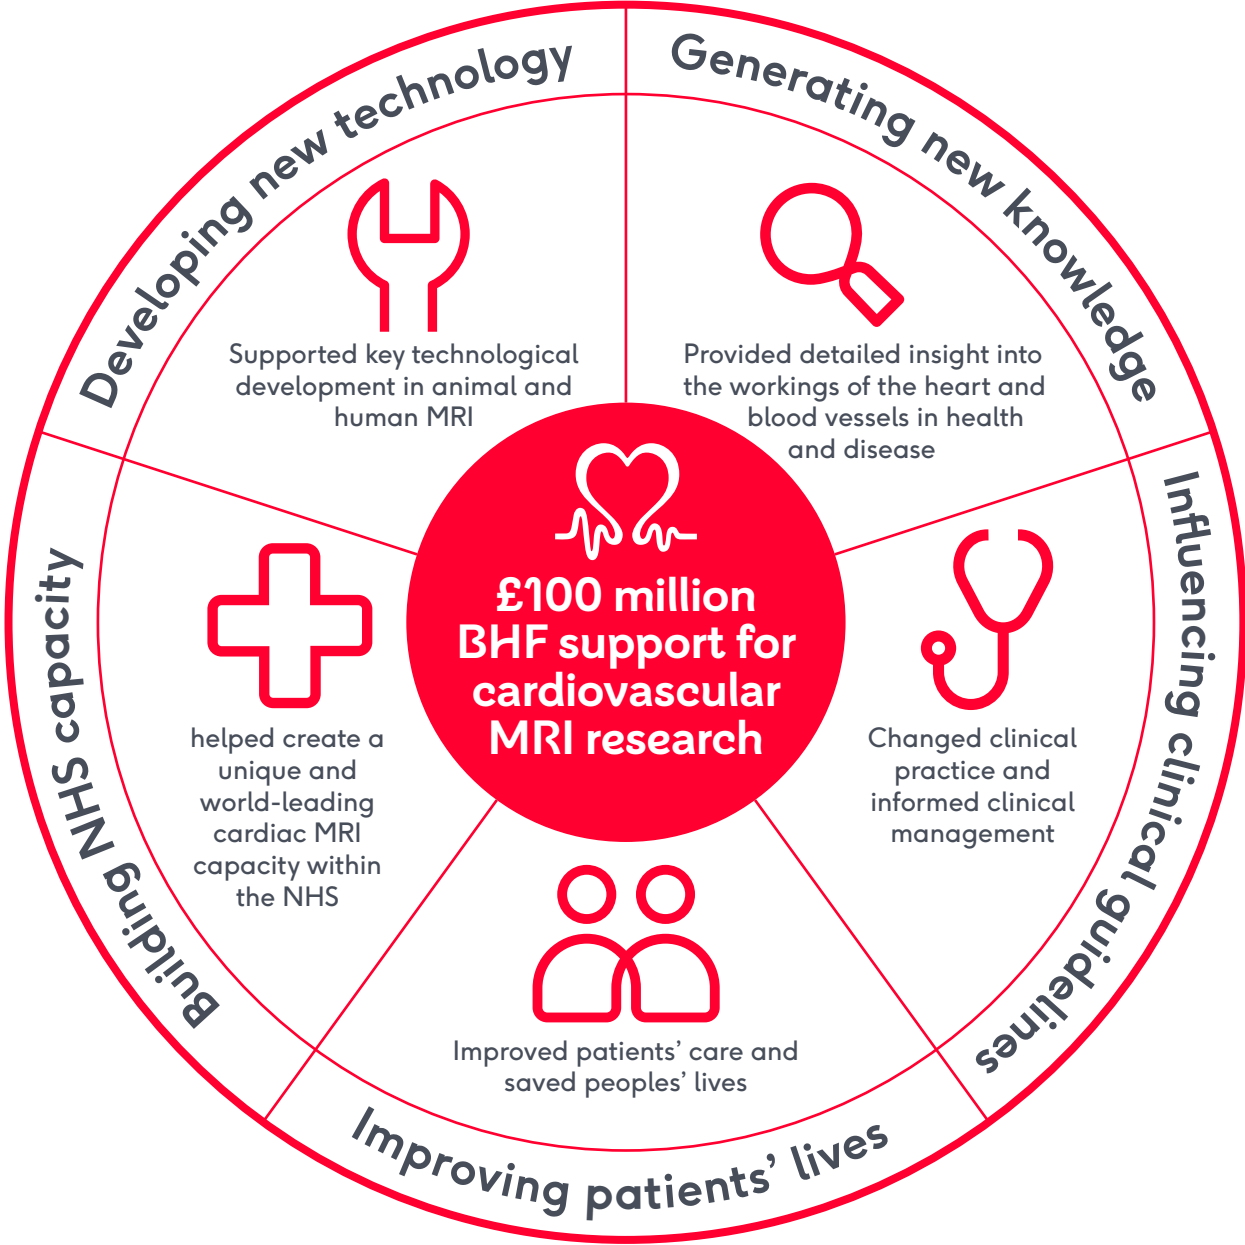 Developing new technology
Supported key technological
development in animal and
human MRI
Generating new knowledge
Provided detailed insight into
the workings of the heart and
blood vessels in health
and disease
£100 million
BHF support for
cardiovascular
MRI research
Influencing clinical guidelines
Changed clinical
practice and
informed clinical
management
Improved patients’ care and
saved peoples’ lives
Improving patients’ lives
Building NHS capacity
helped create a
unique and
world-leading
cardiac MRI
capacity within
the NHS